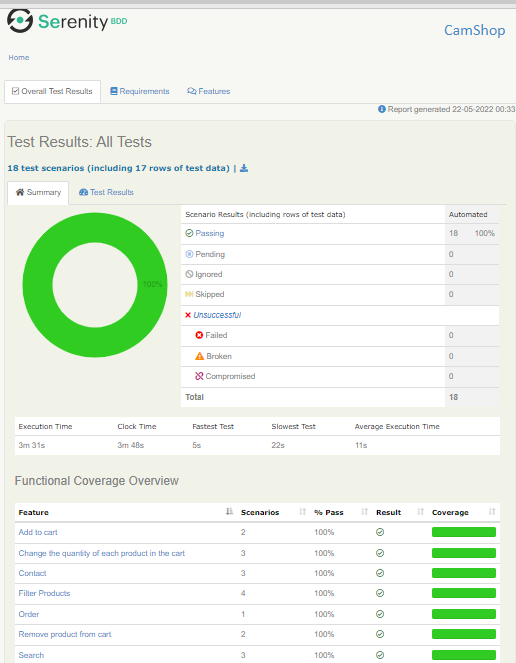 Serenity BDD
CamShop
Home
Overall Test Results Requirements Features
Report generated 22-05-2022 00:33
Test Results: All Tests
18 test scenarios (including 17 rows of test data) |
Summary Test Results
100%
Scenario Results (including rows of test data) Automated
Passing 18 100%
Pending 0
Ignored 0
Skipped 0
Unsuccessful
Failed 0
Broken 0
Compromised 0
Total 18
Execution Time Clock Time Fastest Test Slowest Test Average Execution Time
3m 31s 3m 48s 5s 22s 11s
Functional Coverage Overview
Feature Scenarios % Pass Result Coverage
Add to cart 2 100%
Change the quantity of each product in the cart 3 100%
Contact 3 100%
Filter Products 4 100%
Order 1 100%
Remove product from cart 2 100%
Search 3 100%